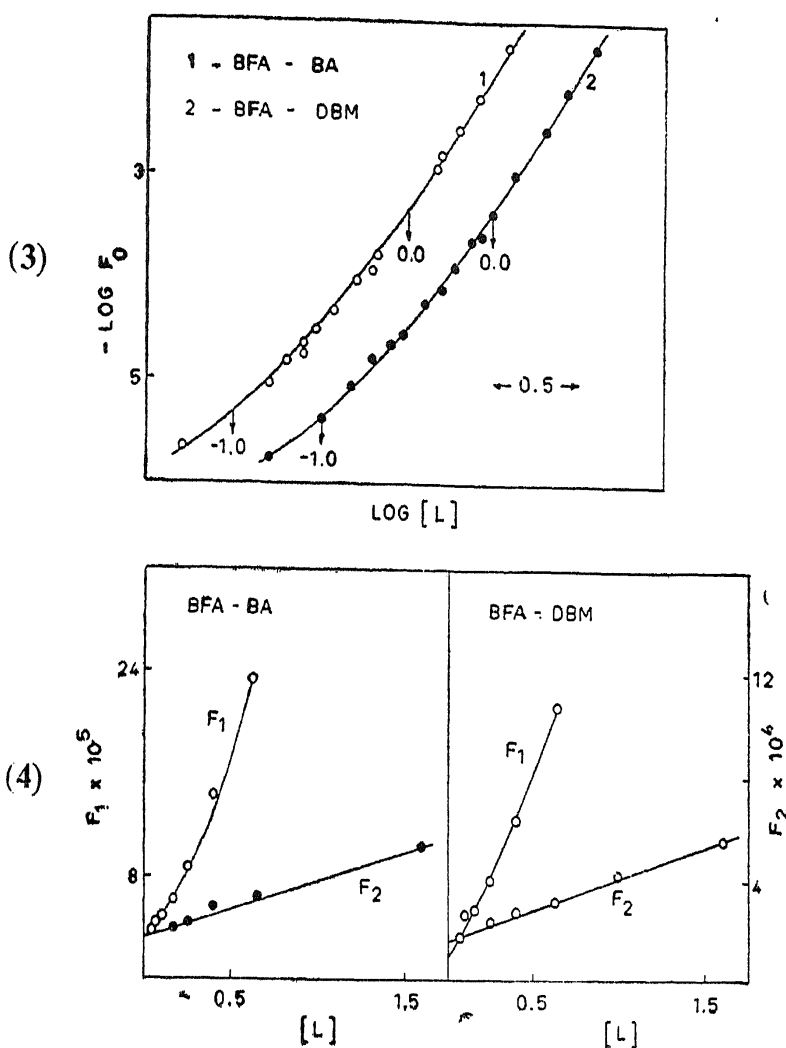 1 - BFA - BA
2 - BFA - DBM
1
2
3
(3)
- LOG F0
0.0
0.0
5
← 0.5 →
-1.0
-1.0
LOG [L]
BFA - BA
BFA - DBM
24
12
F1
F1
(4)
F1 x 10^5
F2 x 10^6
8
4
F2
F2
0.5
1.5
0.5
1.5
[L]
[L]